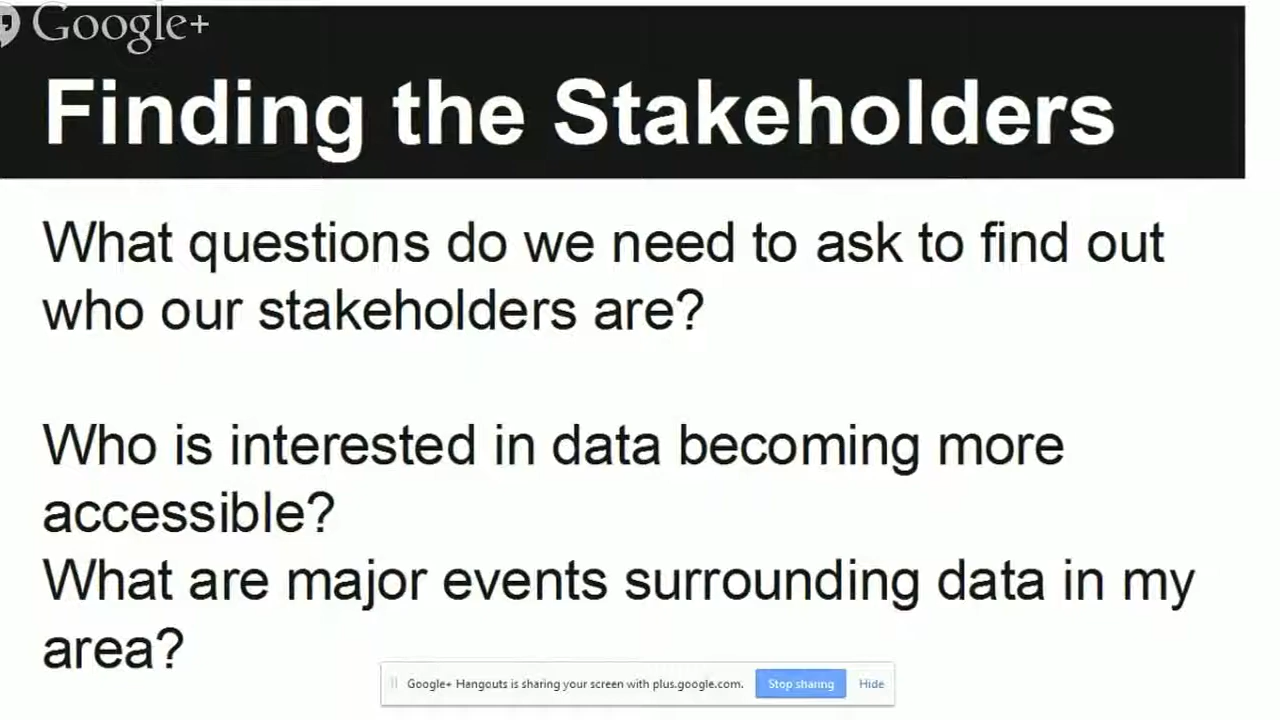 Google+
Finding the Stakeholders
What questions do we need to ask to find out
who our stakeholders are?
Who is interested in data becoming more
accessible?
What are major events surrounding data in my
area?
Google+ Hangouts is sharing your screen with plus.google.com. Stop sharing Hide